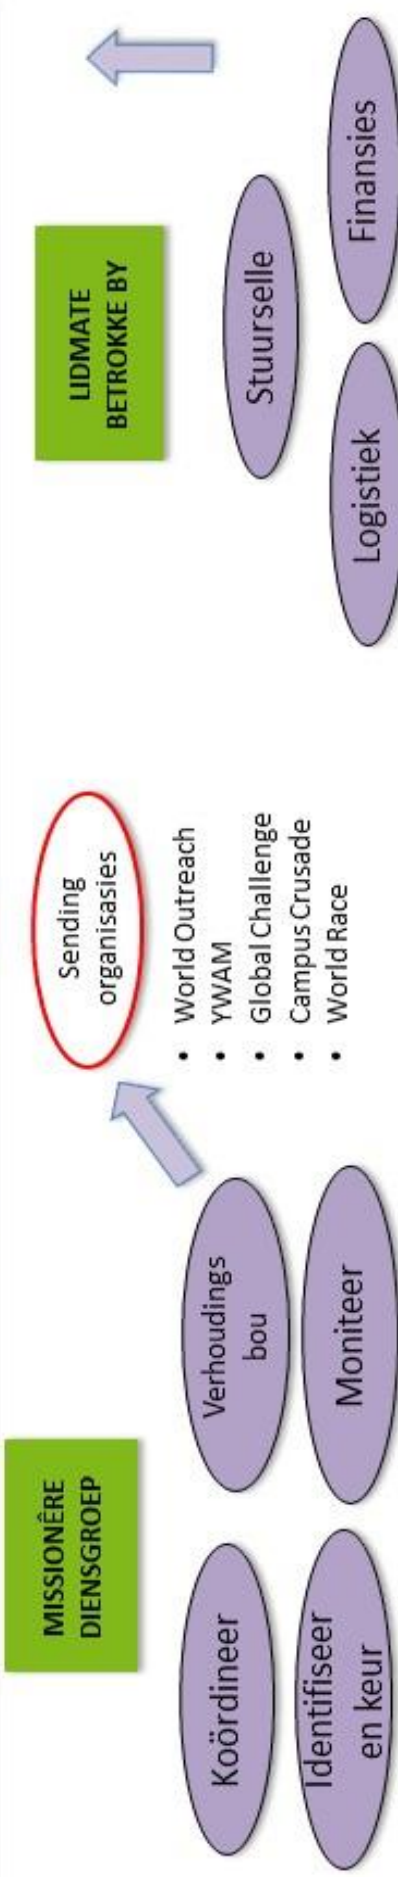 MISSIONÊRE
DIENSGROEP
Koördineer
Verhoudings
bou
Identifiseer
en keur
Moniteer
Sending
organisasies
• World Outreach
• YWAM
• Global Challenge
• Campus Crusade
• World Race
LIDMATE
BETROKKE BY
Stuurselle
Logistiek
Finansies